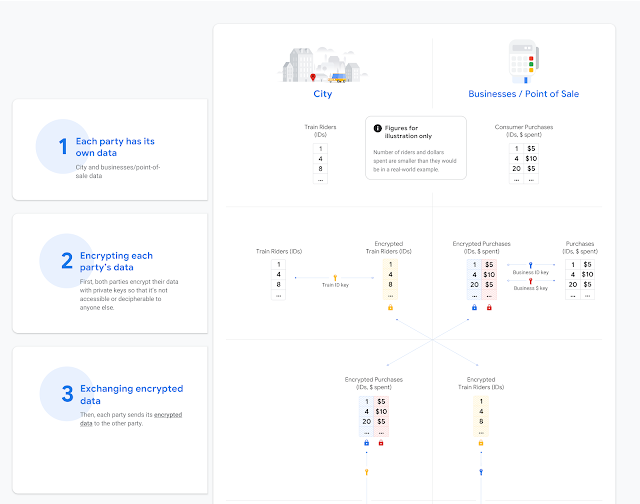 City
Businesses / Point of Sale
1
Each party has its
own data
City and businesses/point-of-
sale data
Train Riders
(IDs)
1
4
8
...
Figures for
illustration only
Number of riders and dollars
spent are smaller than they would
be in a real-world example.
Consumer Purchases
(IDs, $ spent)
1 $5
4 $10
20 $5
... ...
2
Encrypting each
party's data
First, both parties encrypt their data
with private keys so that it's not
accessible or decipherable to
anyone else.
Train Riders (IDs)
1
4
8
...
Train ID key
Encrypted
Train Riders (IDs)
1
4
8
...
Encrypted Purchases
(IDs, $ spent)
1 $5
4 $10
20 $5
... ...
Business ID key
Business $ key
Purchases
(IDs, $ spent)
1 $5
4 $10
20 $5
... ...
3
Exchanging encrypted
data
Then, each party sends its encrypted
data to the other party.
Encrypted Purchases
(IDs, $ spent)
1 $5
4 $10
20 $5
... ...
Encrypted
Train Riders (IDs)
1
4
8
...